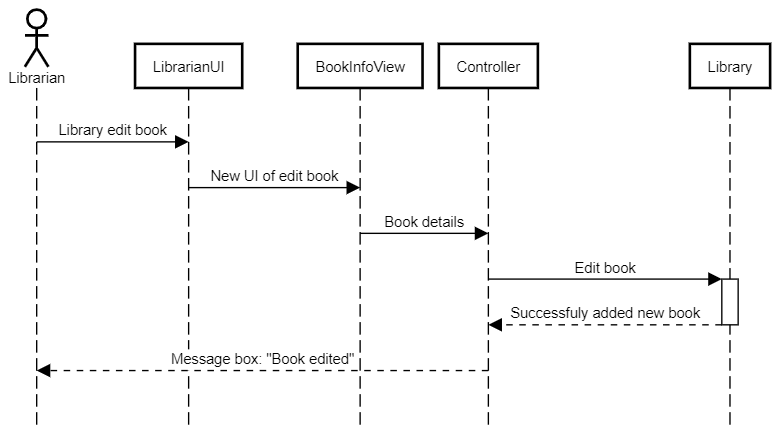 Librarian
LibrarianUI
BookInfoView
Controller
Library
Library edit book
New UI of edit book
Book details
Edit book
Successfuly added new book
Message box: "Book edited"